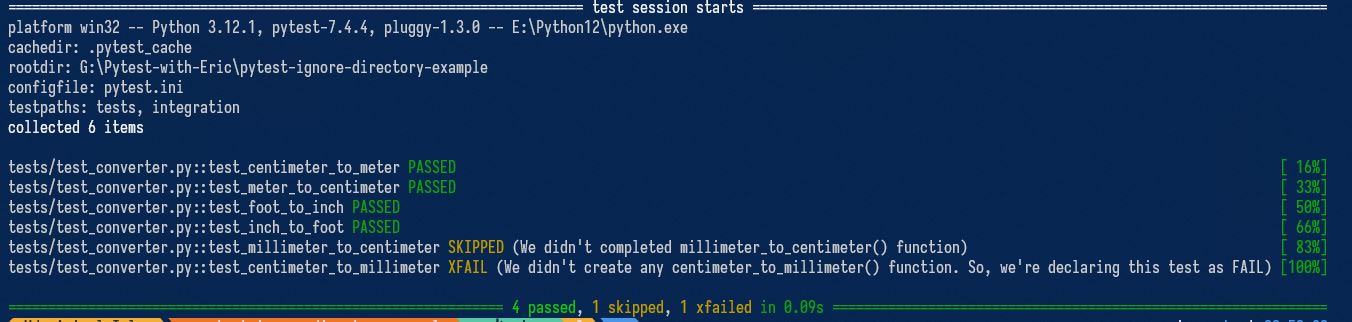 ============================= test session starts =============================
platform win32 -- Python 3.12.1, pytest-7.4.4, pluggy-1.3.0 -- E:\Python12\python.exe
cachedir: .pytest_cache
rootdir: G:\Pytest-with-Eric\pytest-ignore-directory-example
configfile: pytest.ini
testpaths: tests, integration
collected 6 items
tests/test_converter.py::test_centimeter_to_meter PASSED [ 16%]
tests/test_converter.py::test_meter_to_centimeter PASSED [ 33%]
tests/test_converter.py::test_foot_to_inch PASSED [ 50%]
tests/test_converter.py::test_inch_to_foot PASSED [ 66%]
tests/test_converter.py::test_millimeter_to_centimeter SKIPPED (We didn't completed millimeter_to_centimeter() function) [ 83%]
tests/test_converter.py::test_centimeter_to_millimeter XFAIL (We didn't create any centimeter_to_millimeter() function. So, we're declaring this test as FAIL) [100%]
============================= 4 passed, 1 skipped, 1 xfailed in 0.09s =============================